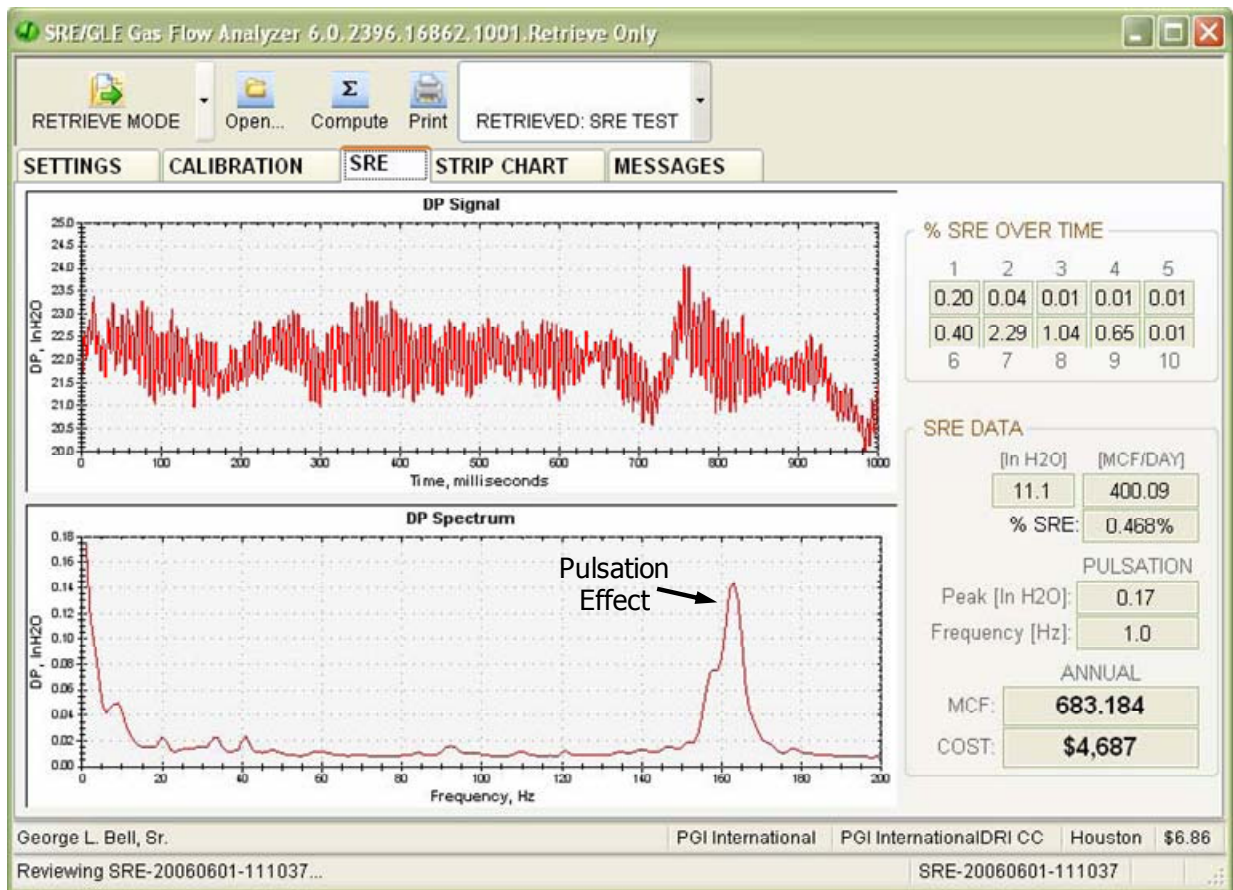 SRE/GLE Gas Flow Analyzer 6.0.2396.16862.1001.Retrieve Only
RETRIEVE MODE Open... Compute Print RETRIEVED: SRE TEST
SETTINGS CALIBRATION SRE STRIP CHART MESSAGES
DP Signal
DP, InH2O
25.0
24.5
24.0
23.5
23.0
22.5
22.0
21.5
21.0
20.5
20.0
0 100 200 300 400 500 600 700 800 900 1000
Time, milliseconds
DP Spectrum
DP, InH2O
0.18
0.16
0.14
0.12
0.10
0.08
0.06
0.04
0.02
0.00
Pulsation
Effect
0 20 40 60 80 100 120 140 160 180 200
Frequency, Hz
% SRE OVER TIME
1 2 3 4 5
0.20 0.04 0.01 0.01 0.01
0.40 2.29 1.04 0.65 0.01
6 7 8 9 10
SRE DATA
[In H2O] [MCF/DAY]
11.1 400.09
% SRE: 0.468%
PULSATION
Peak [In H2O]: 0.17
Frequency [Hz]: 1.0
ANNUAL
MCF: 683.184
COST: $4,687
George L. Bell, Sr. PGI International PGI InternationalDRI CC Houston $6.86
Reviewing SRE-20060601-111037... SRE-20060601-111037